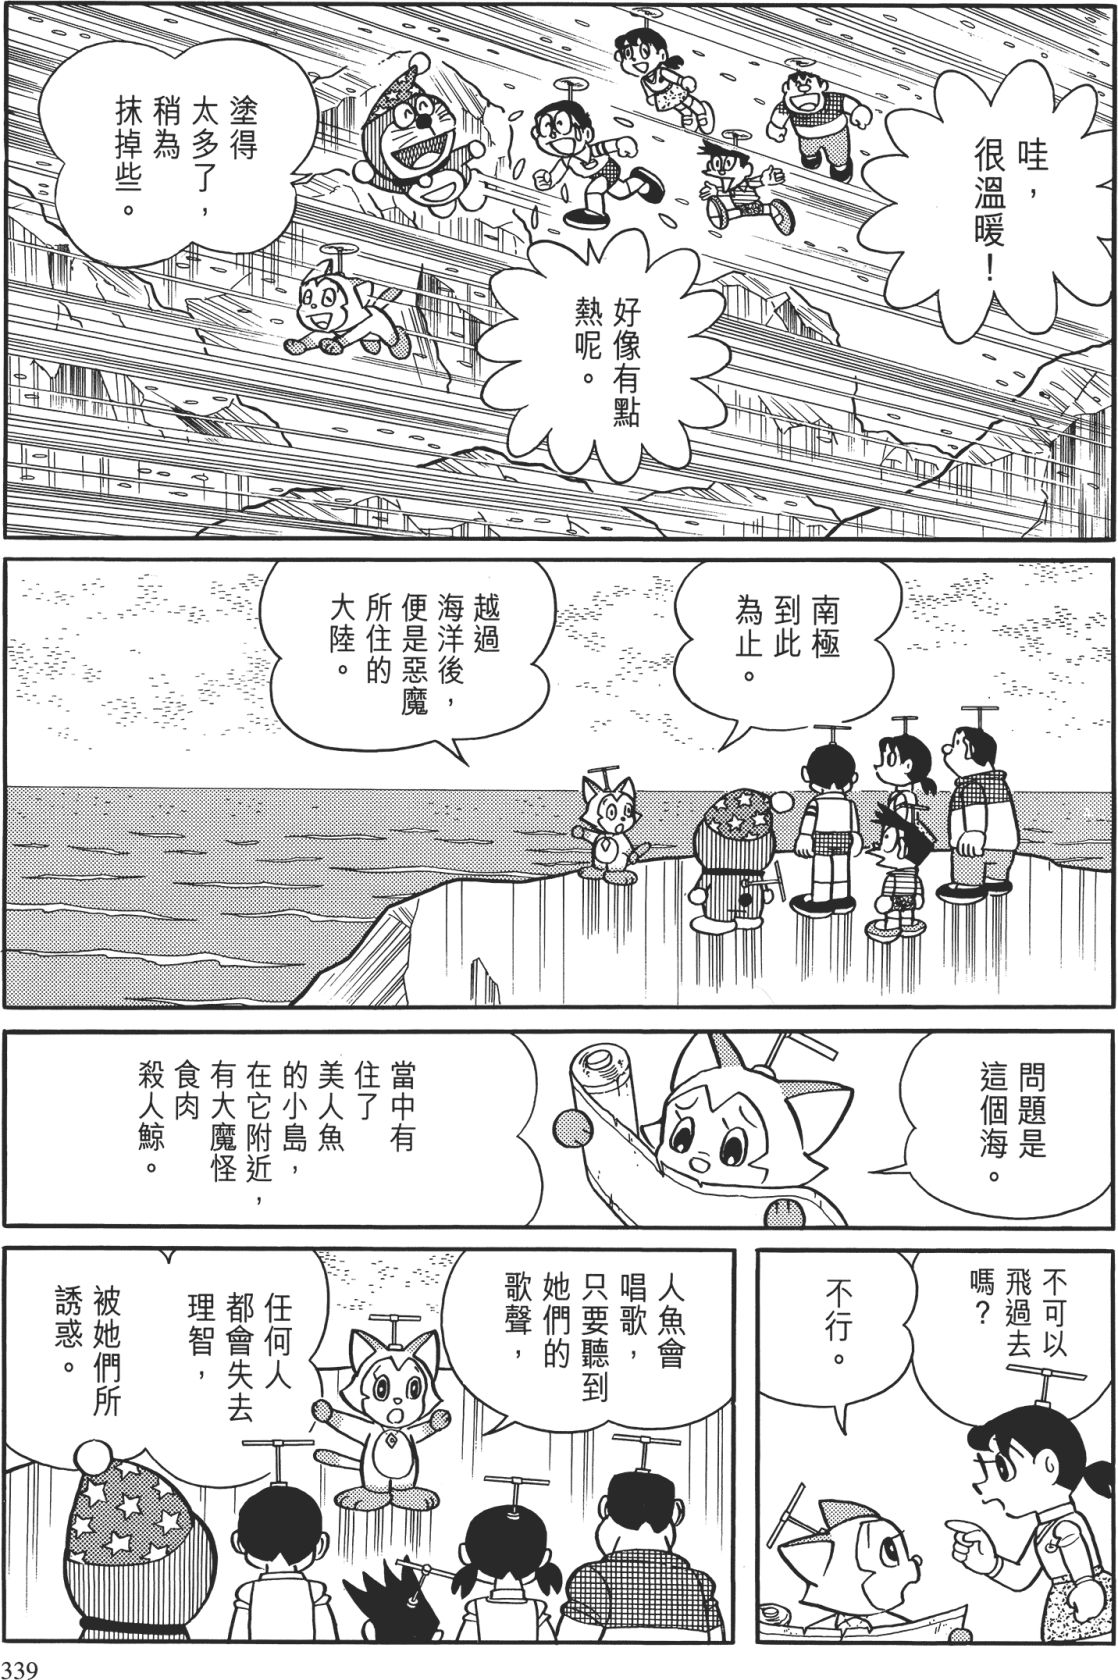 哇，
很溫暖！
好像有點
熱呢。
塗得
太多了，
稍為
抹掉些。
南極
到此
為止。
越過
海洋後，
便是惡魔
所住的
大陸。
問題是
這個海。
當中有
住了
美人魚
的小島，
在它附近，
有大魔怪
食肉
殺人鯨。
不可以
飛過去
嗎？
不行。
人魚會
唱歌，
只要聽到
她們的
歌聲，
任何人
都會失去
理智，
被她們所
誘惑。
339